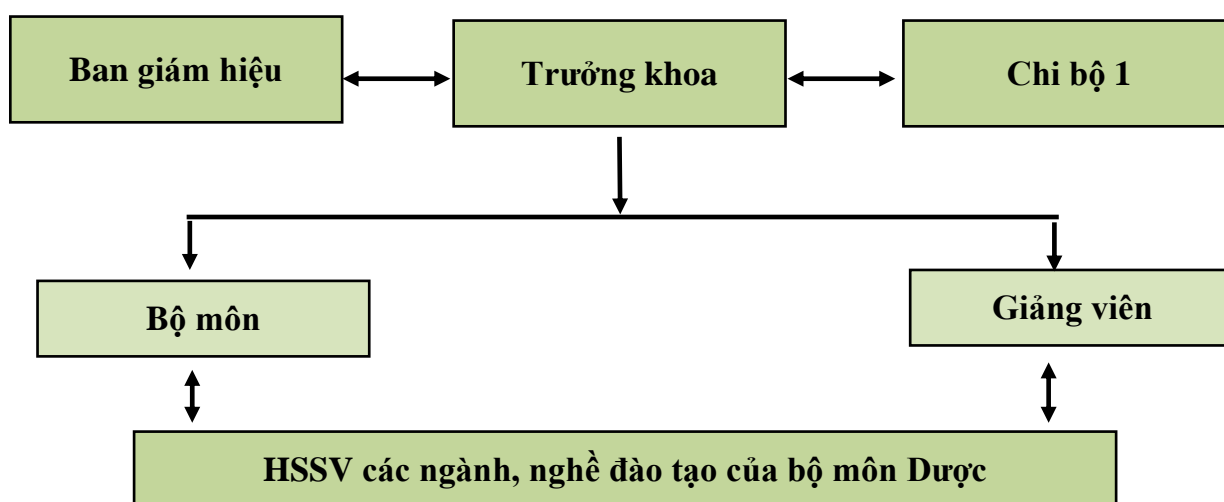 Ban giám hiệu
Trưởng khoa
Chi bộ 1
Bộ môn
Giảng viên
HSSV các ngành, nghề đào tạo của bộ môn Dược